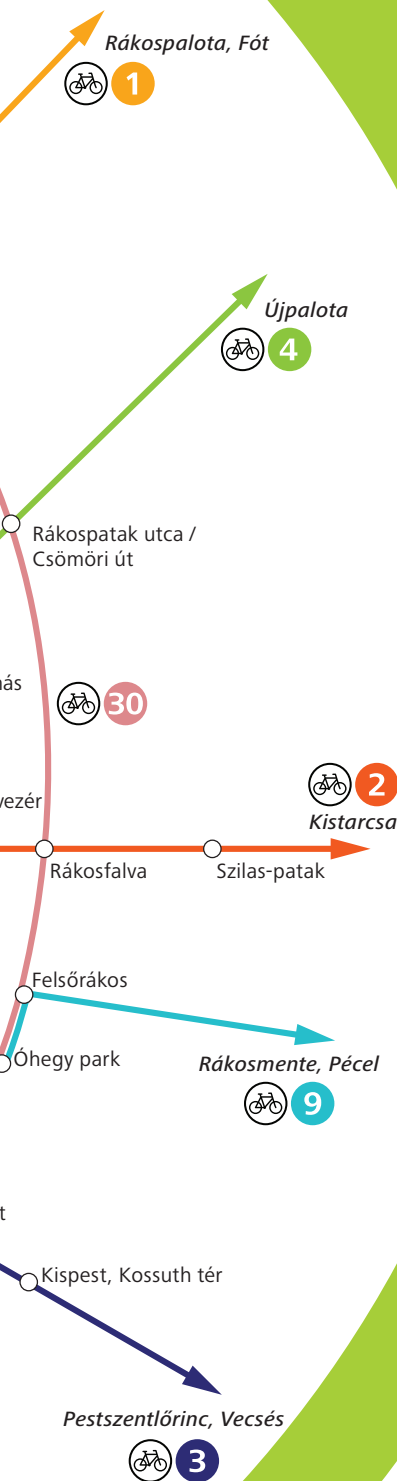 Rákospalota, Fót
1
Újpalota
4
Rákospatak utca /
Csömöri út
30
2
Kistarcsa
Rákosfalva
Szilas-patak
Felsőrákos
Óhegy park
Rákosmente, Pécel
9
Kispest, Kossuth tér
Pestszentlőrinc, Vecsés
3